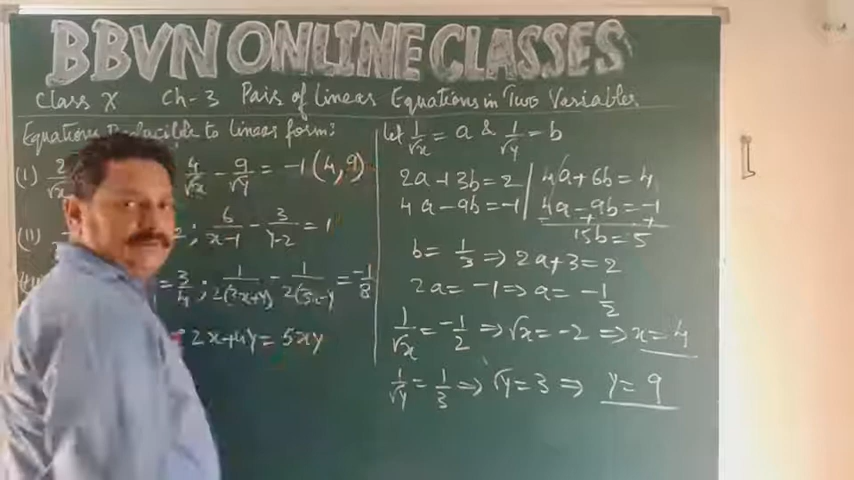 BBVN ONLINE CLASSES
Class X Ch-3 Pairs of Linear Equations in Two Variables
Equations Reducible to linear form:
(I) 2/√x 4/√x - 9/√y = -1 (4, 9)
(II) 2 ; 6/x-1 - 3/y-2 = 1
= 3/4 ; 1/2(3x+y) - 1/2(3x-y) = -1/8
2x+4y = 5xy
let 1/√x = a & 1/√y = b
2a+3b=2
4a-9b=-1
4a+6b=4
4a-9b=-1
- + +
15b=5
b= 1/3 ⇒ 2a+3=2
2a= -1 ⇒ a= -1/2
1/√x = -1/2 ⇒ √x = -2 ⇒ x=4
1/√y = 1/3 ⇒ √y = 3 ⇒ y=9